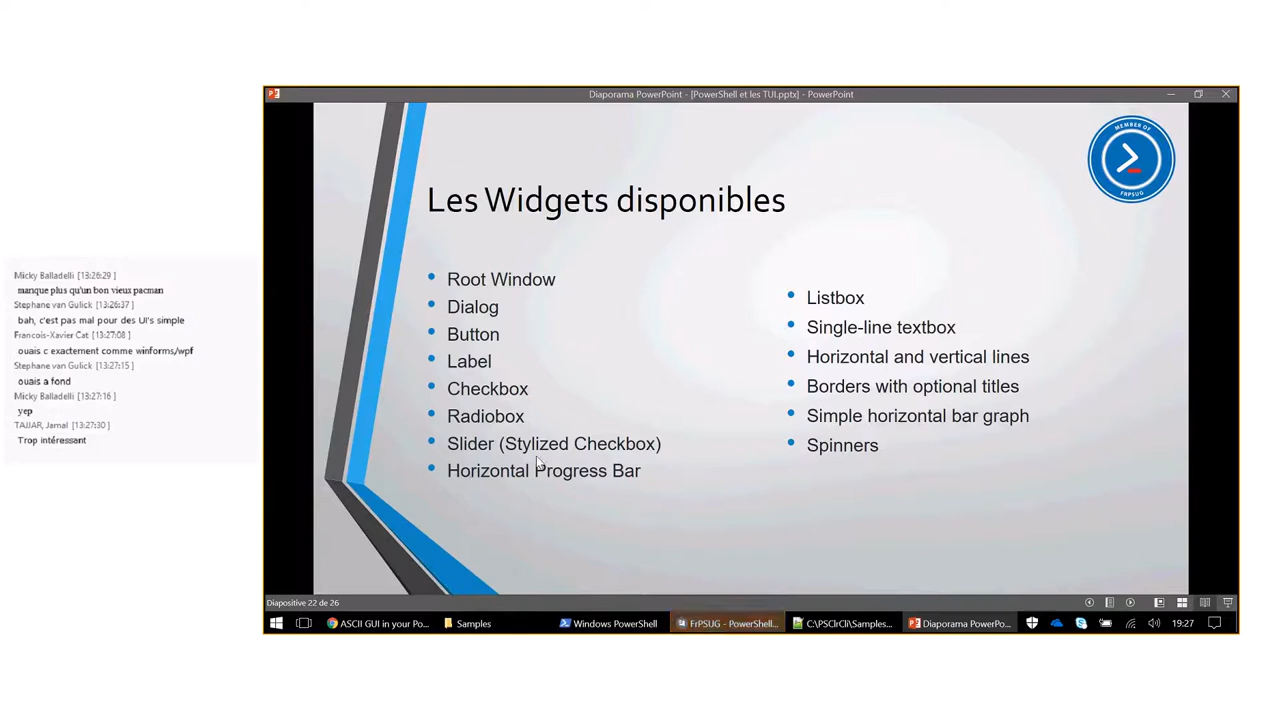 Micky Balladelli [13:26:29 ]
manque plus qu'un bon vieux pacman
Stephane van Gulick [13:26:37 ]
bah, c'est pas mal pour des UI's simple
Francois-Xavier Cat [13:27:08 ]
ouais c exactement comme winforms/wpf
Stephane van Gulick [13:27:15 ]
ouais a fond
Micky Balladelli [13:27:16 ]
yep
TAJJAR, Jamal [13:27:30 ]
Trop intéressant
Diaporama PowerPoint - [PowerShell et les TUI.pptx] - PowerPoint
MEMBER OF
FRPSUG
Les Widgets disponibles
Root Window
Dialog
Button
Label
Checkbox
Radiobox
Slider (Stylized Checkbox)
Horizontal Progress Bar
Listbox
Single-line textbox
Horizontal and vertical lines
Borders with optional titles
Simple horizontal bar graph
Spinners
Diapositive 22 de 26
ASCII GUI in your Po...
Samples
Windows PowerShell
FrPSUG - PowerShell...
C:\PSClrCli\Samples...
Diaporama PowerPo...
19:27